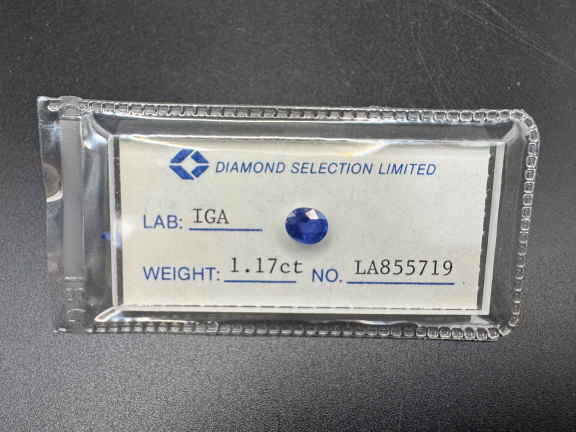 DIAMOND SELECTION LIMITED
LAB: IGA
WEIGHT: 1.17ct NO. LA855719